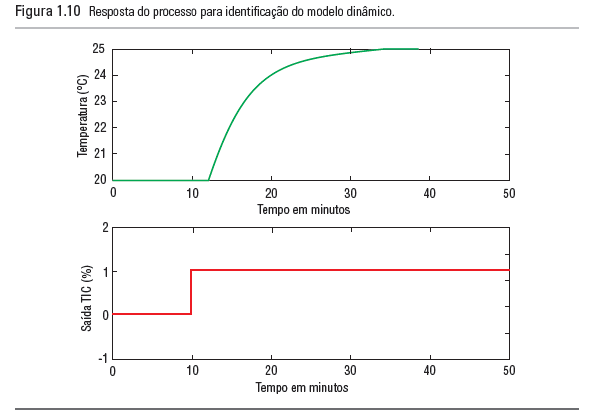 Figura 1.10 Resposta do processo para identificação do modelo dinâmico.
25
24
23
22
21
20
Temperatura (ºC)
0 10 20 30 40 50
Tempo em minutos
2
1
0
-1
Saída TIC (%)
0 10 20 30 40 50
Tempo em minutos